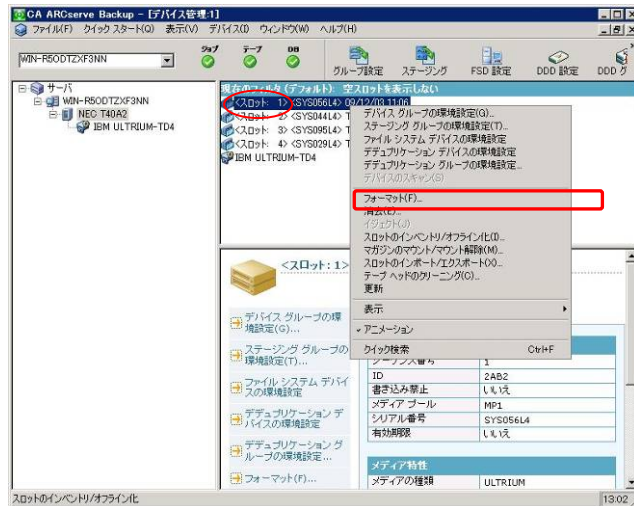 CA ARCserve Backup - [デバイス管理:1]
ファイル(F) クイック スタート(Q) 表示(V) デバイス(D) ウィンドウ(W) ヘルプ(H)
WIN-R5ODTZXF3NN
ジョブ テープ DB
グループ設定 ステージング FSD 設定 DDD 設定 DDD グ
サーバ
WIN-R5ODTZXF3NN
NEC T40A2
IBM ULTRIUM-TD4
現在のフィルタ (デフォルト): 空スロットを表示しない
<スロット: 1> <SYS056L4> 09/12/03 11:06
<スロット: 2> <SYS044L4> T
<スロット: 3> <SYS095L4> T
<スロット: 4> <SYS029L4> T
IBM ULTRIUM-TD4
デバイス グループの環境設定(G)...
ステージング グループの環境設定(T)...
ファイル システム デバイスの環境設定
デデュプリケーション デバイスの環境設定
デデュプリケーション グループの環境設定...
デバイスのスキャン(S)
フォーマット(F)...
消去(E)...
イジェクト(J)
スロットのインベントリ/オフライン化(I)...
マガジンのマウント/マウント解除(M)...
スロットのインポート/エクスポート(X)...
テープ ヘッドのクリーニング(C)...
更新
表示
アニメーション
クイック検索 Ctrl+F
<スロット: 1>
デバイス グループの環境設定(G)...
ステージング グループの環境設定(T)...
ファイル システム デバイスの環境設定
デデュプリケーション デバイスの環境設定
デデュプリケーション グループの環境設定...
フォーマット(F)...
シーケンス番号 1
ID 2AB2
書き込み禁止 いいえ
メディア プール MP1
シリアル番号 SYS056L4
有効期限 いいえ
メディア特性
メディアの種類 ULTRIUM
スロットのインベントリ/オフライン化
13:02